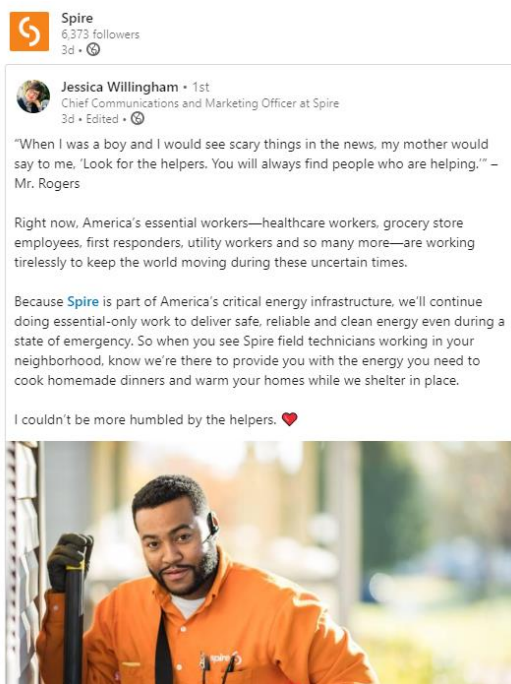 Spire
6,373 followers
3d •
Jessica Willingham • 1st
Chief Communications and Marketing Officer at Spire
3d • Edited •
“When I was a boy and I would see scary things in the news, my mother would
say to me, ‘Look for the helpers. You will always find people who are helping.’” –
Mr. Rogers
Right now, America’s essential workers—healthcare workers, grocery store
employees, first responders, utility workers and so many more—are working
tirelessly to keep the world moving during these uncertain times.
Because Spire is part of America’s critical energy infrastructure, we’ll continue
doing essential-only work to deliver safe, reliable and clean energy even during a
state of emergency. So when you see Spire field technicians working in your
neighborhood, know we’re there to provide you with the energy you need to
cook homemade dinners and warm your homes while we shelter in place.
I couldn’t be more humbled by the helpers. ❤
spire